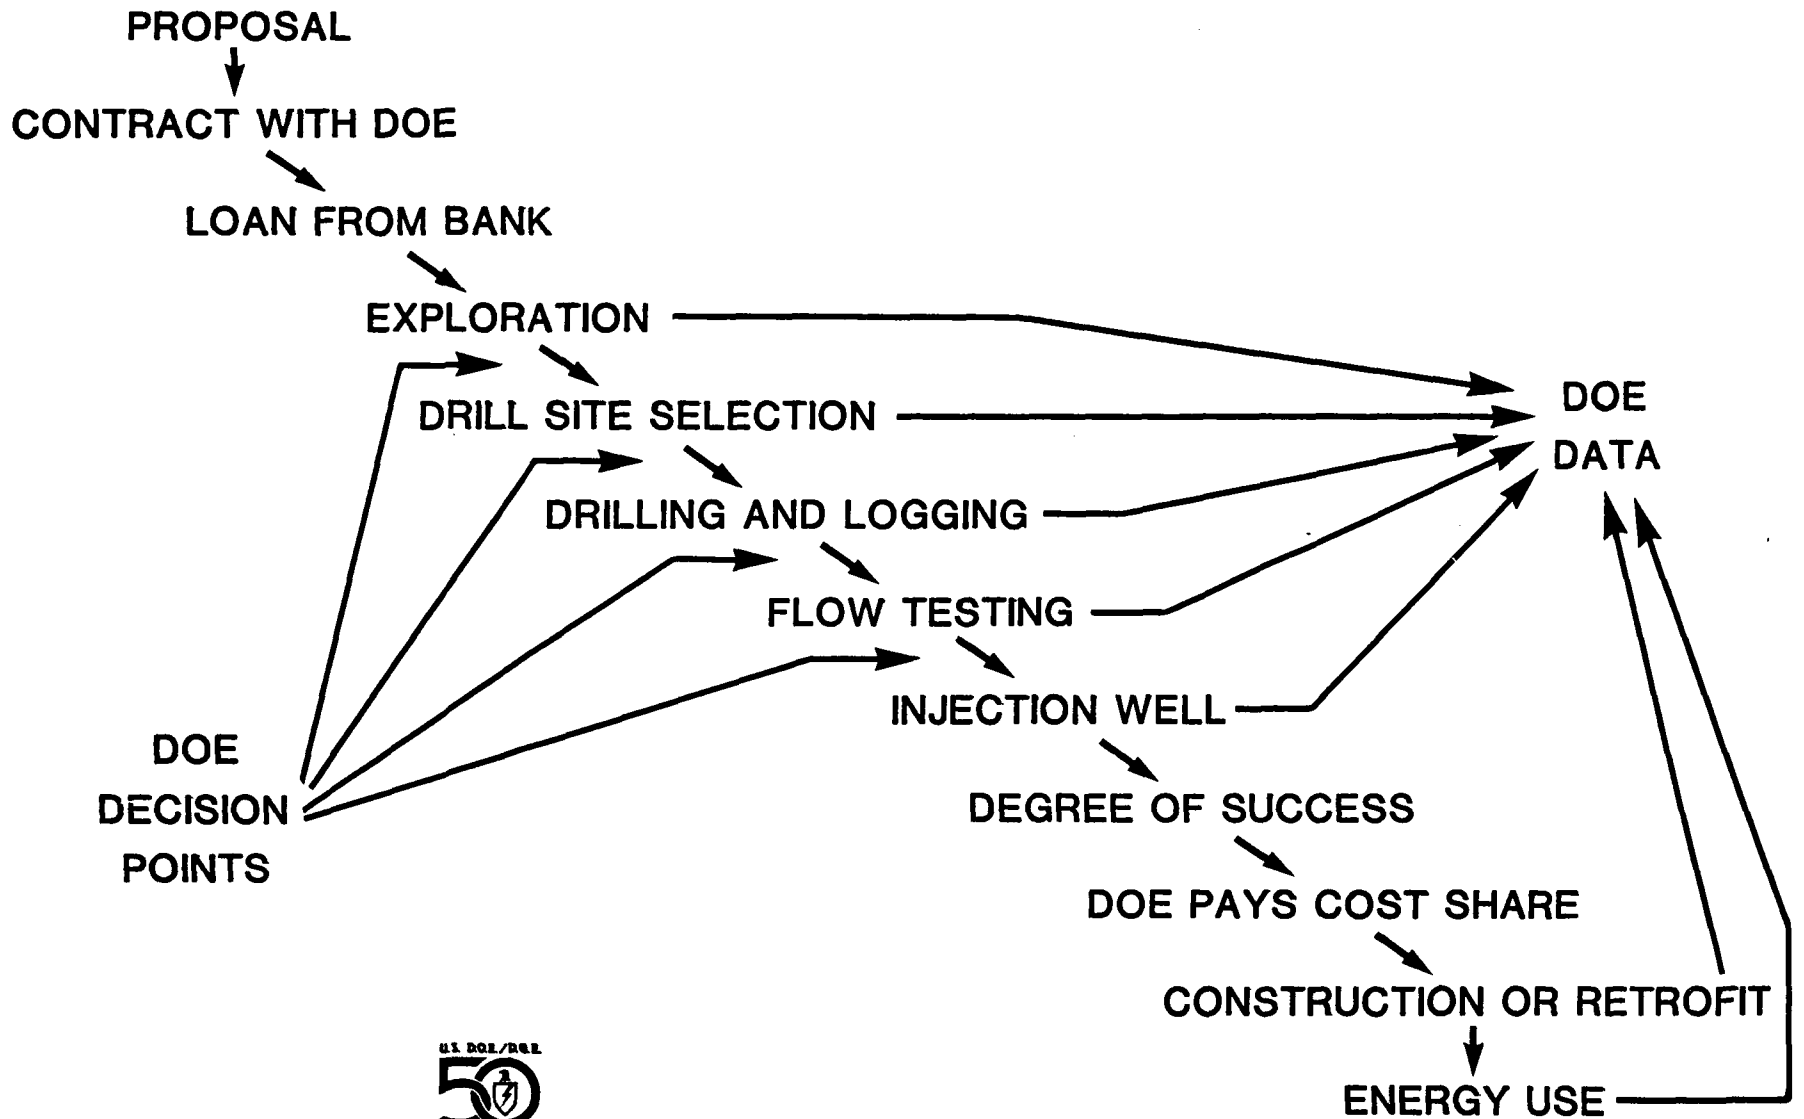 PROPOSAL
CONTRACT WITH DOE
LOAN FROM BANK
EXPLORATION
DRILL SITE SELECTION
DRILLING AND LOGGING
FLOW TESTING
INJECTION WELL
DEGREE OF SUCCESS
DOE PAYS COST SHARE
CONSTRUCTION OR RETROFIT
ENERGY USE
DOE
DATA
DOE
DECISION
POINTS
50